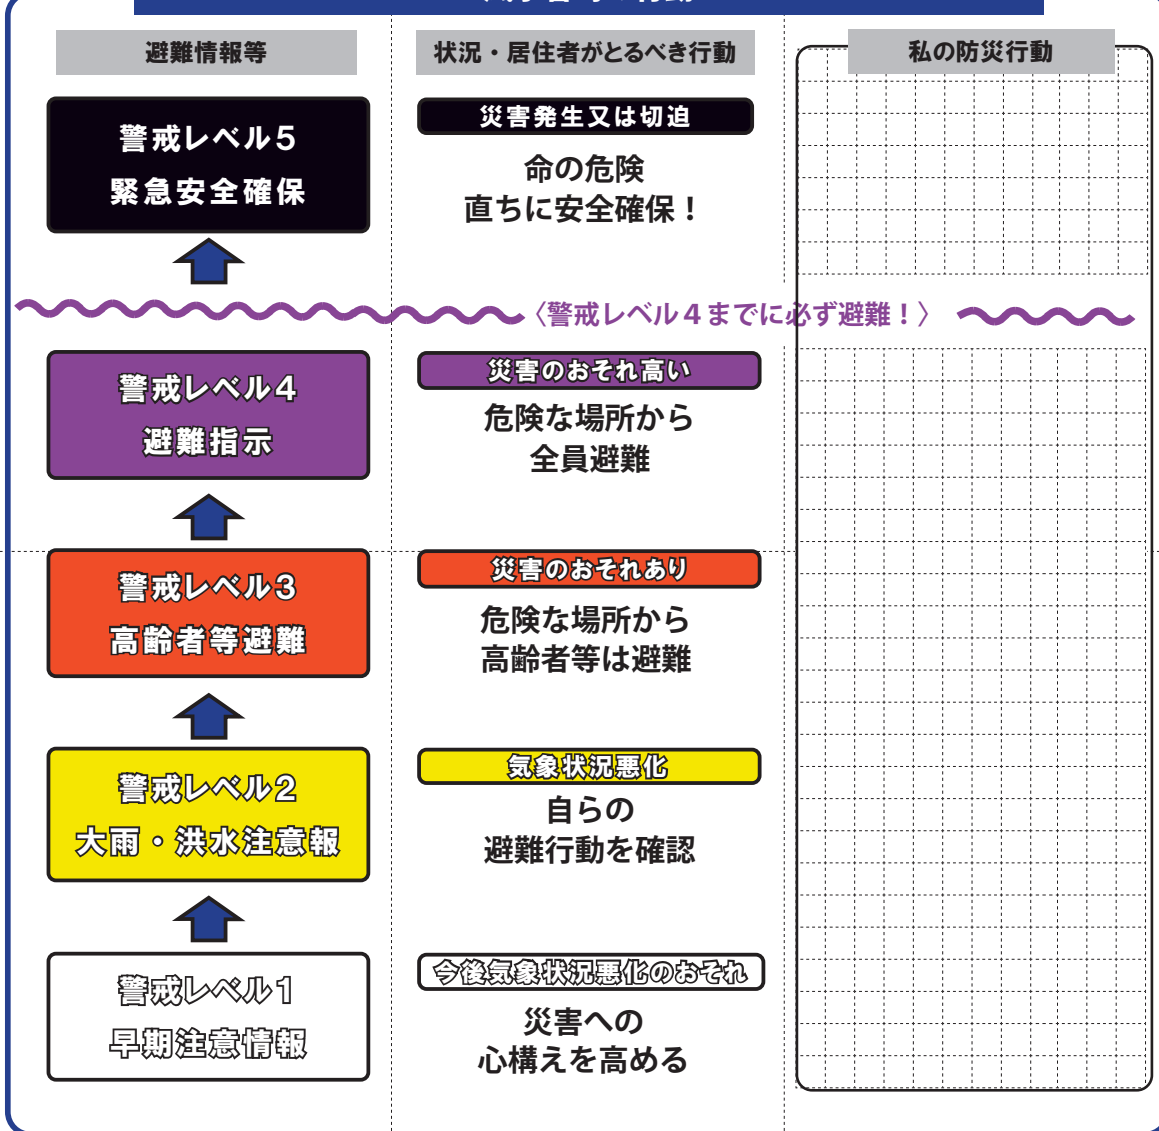 避難情報等
状況・居住者がとるべき行動
私の防災行動
警戒レベル5
緊急安全確保
災害発生又は切迫
命の危険
直ちに安全確保！
〈警戒レベル４までに必ず避難！〉
警戒レベル4
避難指示
災害のおそれ高い
危険な場所から
全員避難
警戒レベル3
高齢者等避難
災害のおそれあり
危険な場所から
高齢者等は避難
警戒レベル2
大雨・洪水注意報
気象状況悪化
自らの
避難行動を確認
警戒レベル1
早期注意情報
今後気象状況悪化のおそれ
災害への
心構えを高める